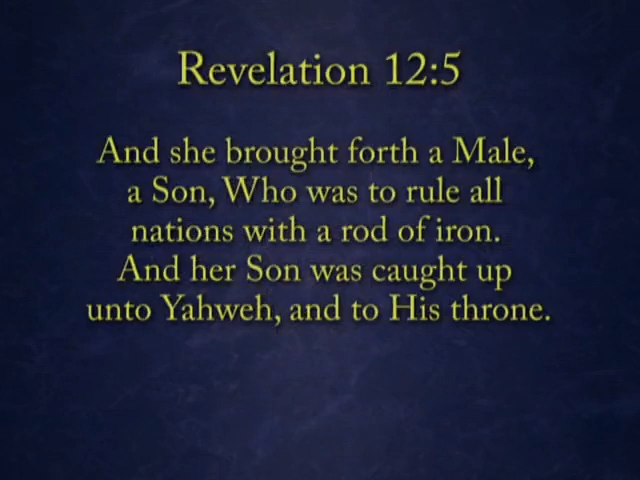 Revelation 12:5
And she brought forth a Male,
a Son, Who was to rule all
nations with a rod of iron.
And her Son was caught up
unto Yahweh, and to His throne.